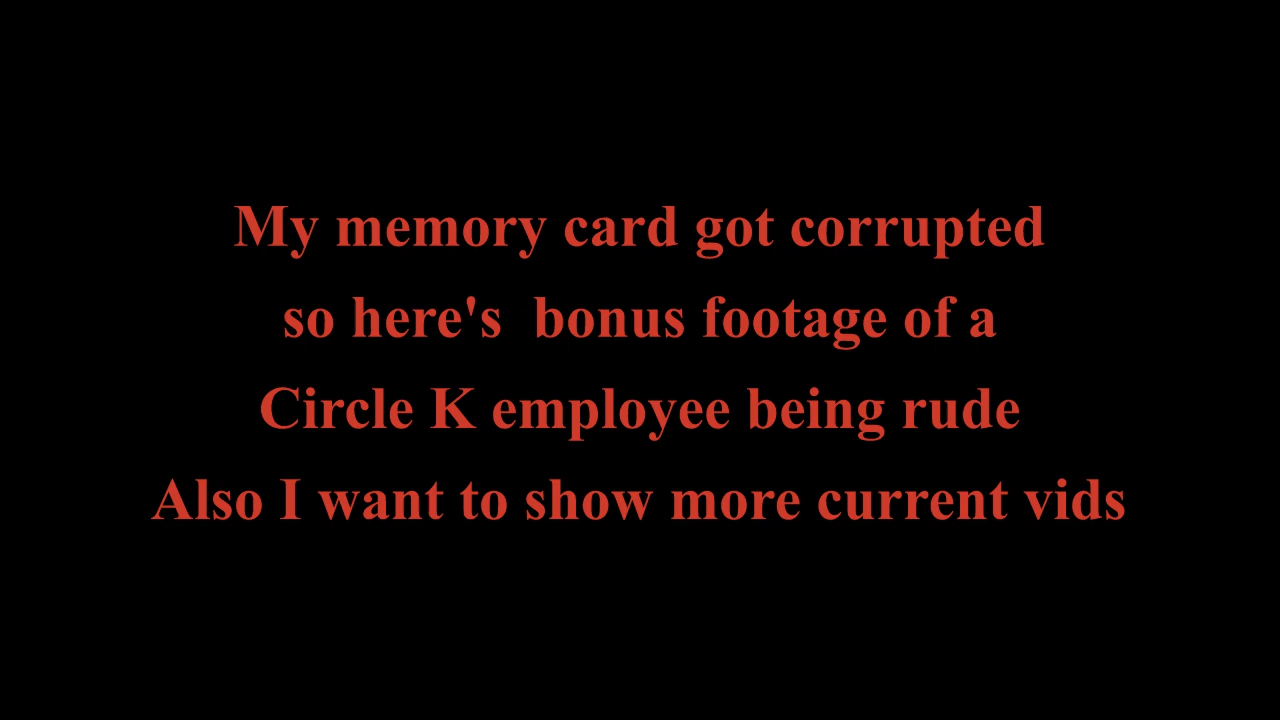 My memory card got corrupted
so here's  bonus footage of a
Circle K employee being rude
Also I want to show more current vids